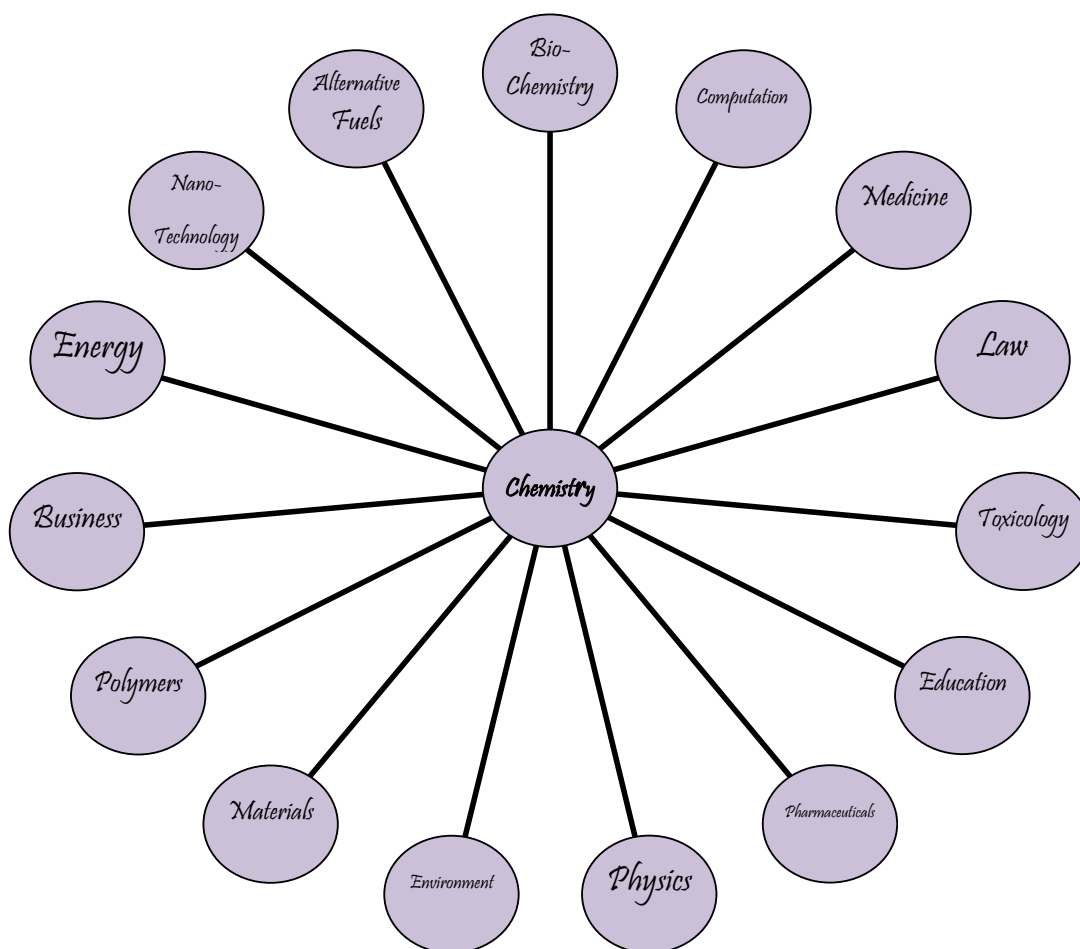 Bio-
Chemistry
Computation
Medicine
Law
Toxicology
Education
Pharmaceuticals
Physics
Environment
Materials
Polymers
Business
Energy
Nano-
Technology
Alternative
Fuels
Chemistry